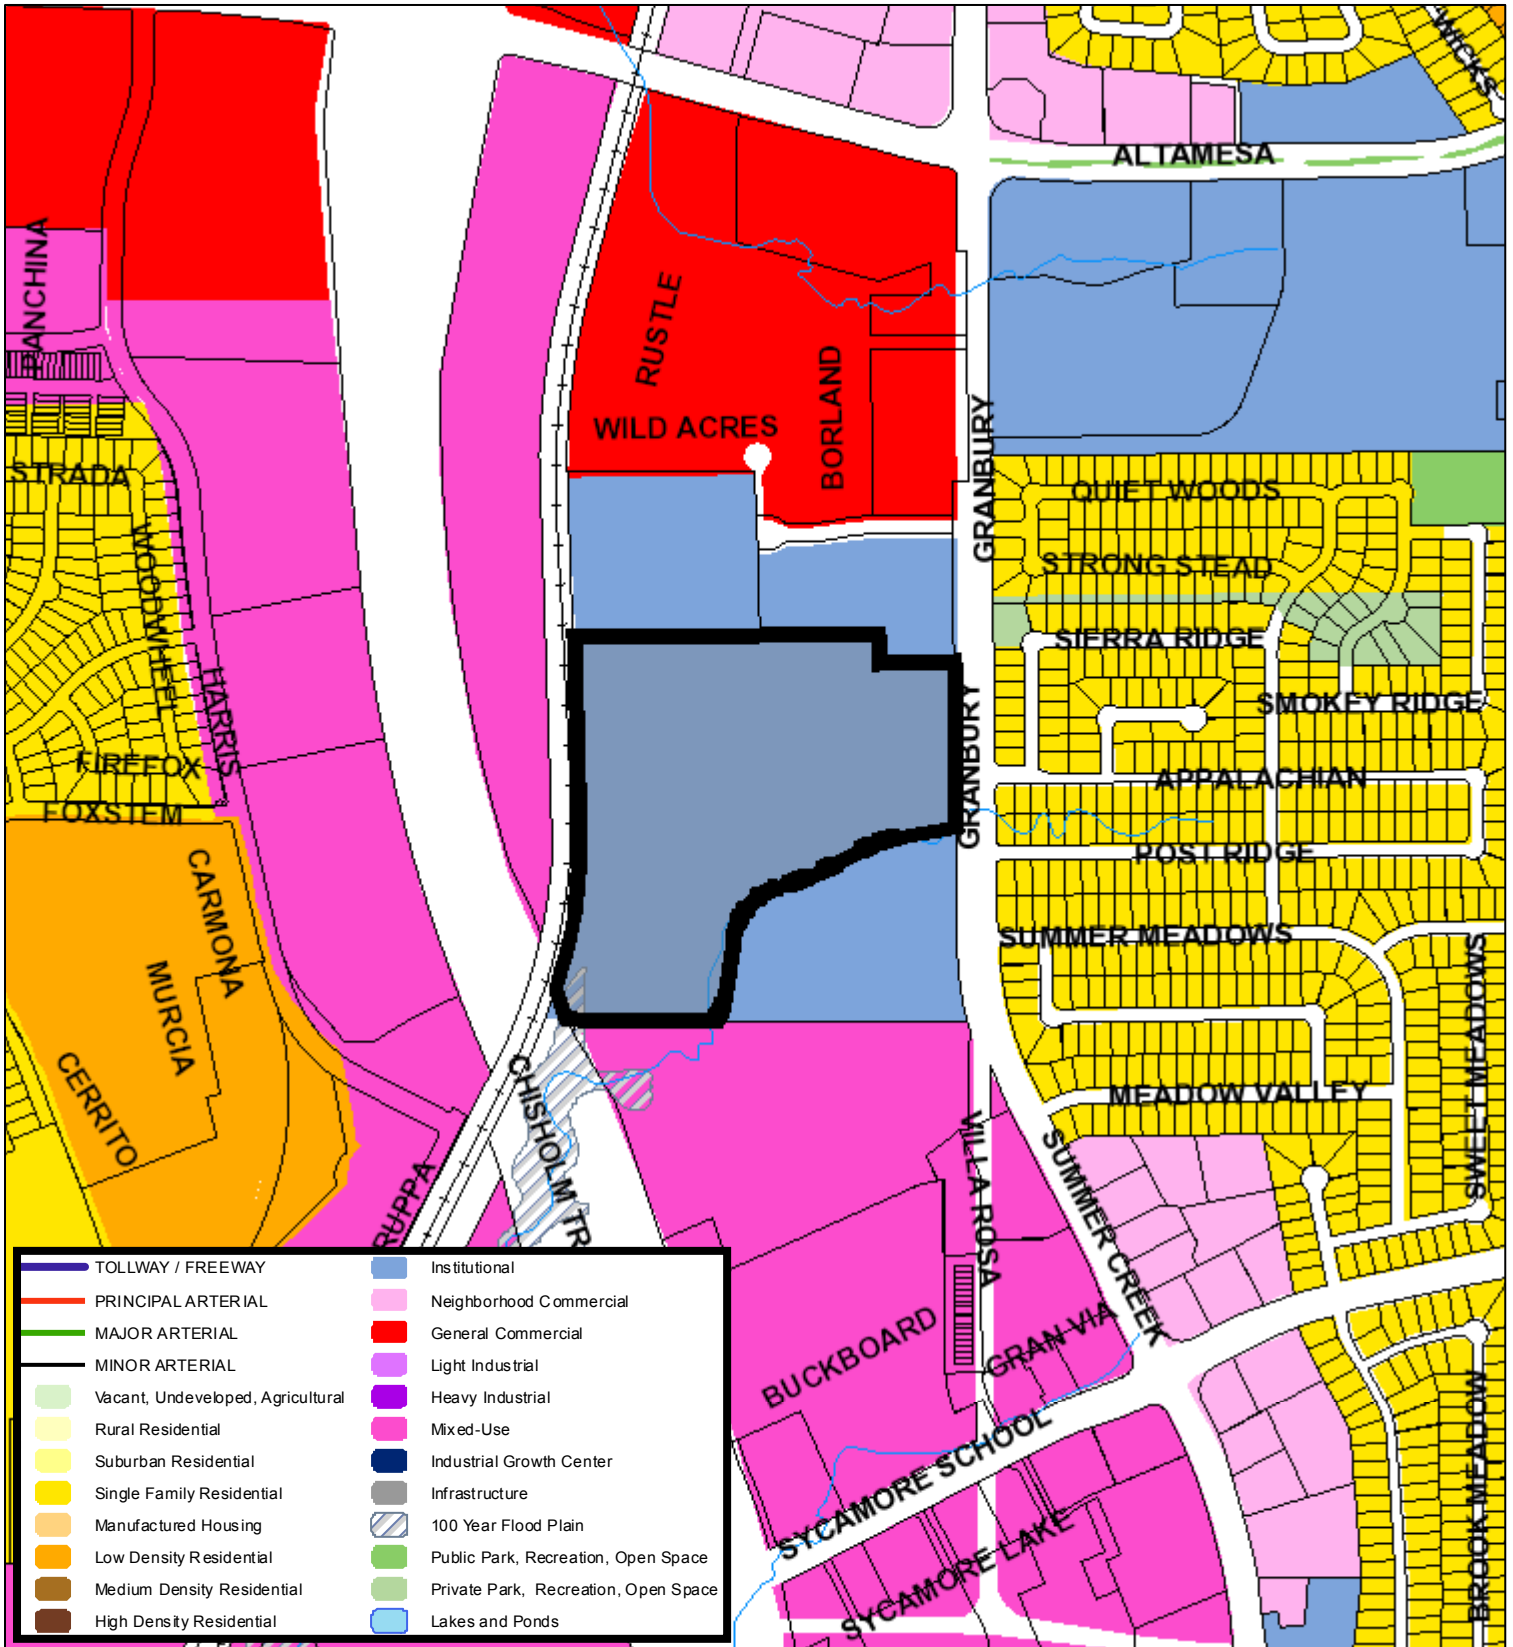 WICKS
ALTAMESA
PANCHINA
RUSTLE
BORLAND
WILD ACRES
GRANBURY
STRADA
QUIET WOODS
WOODWHEEL
STRONG STEAD
SIERRA RIDGE
HARRIS
SMOKEY RIDGE
GRANBURY
FIREFOX
APPALACHIAN
FOXSTEM
POST RIDGE
CARMONA
SUMMER MEADOWS
MURCIA
SWEET MEADOWS
CERRITO
CHISHOLM TR
MEADOW VALLEY
VILLA ROSA
SUMMER CREEK
RUPPA
BUCKBOARD
GRAN VIA
SYCAMORE SCHOOL
SYCAMORE LAKE
BROOK MEADOW
TOLLWAY / FREEWAY
PRINCIPAL ARTERIAL
MAJOR ARTERIAL
MINOR ARTERIAL
Vacant, Undeveloped, Agricultural
Rural Residential
Suburban Residential
Single Family Residential
Manufactured Housing
Low Density Residential
Medium Density Residential
High Density Residential
Institutional
Neighborhood Commercial
General Commercial
Light Industrial
Heavy Industrial
Mixed-Use
Industrial Growth Center
Infrastructure
100 Year Flood Plain
Public Park, Recreation, Open Space
Private Park, Recreation, Open Space
Lakes and Ponds